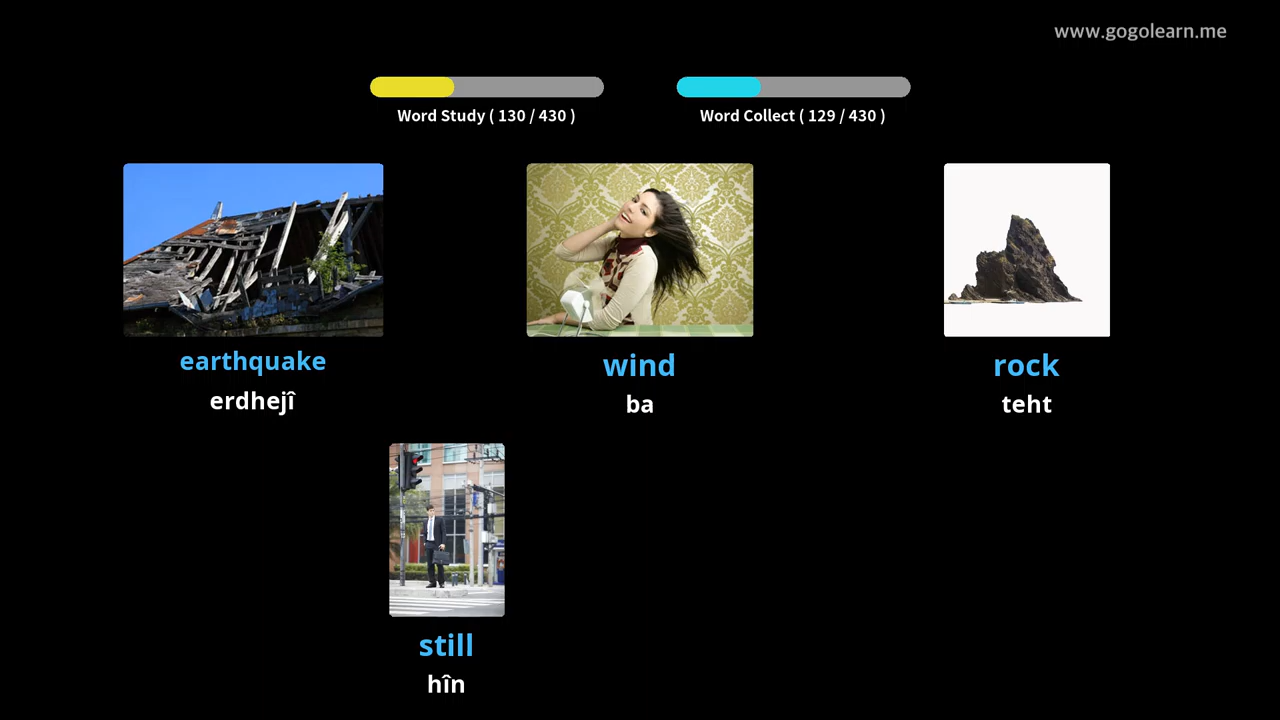 www.gogolearn.me
Word Study ( 130 / 430 )
Word Collect ( 129 / 430 )
earthquake
erdhejî
wind
ba
rock
teht
still
hîn